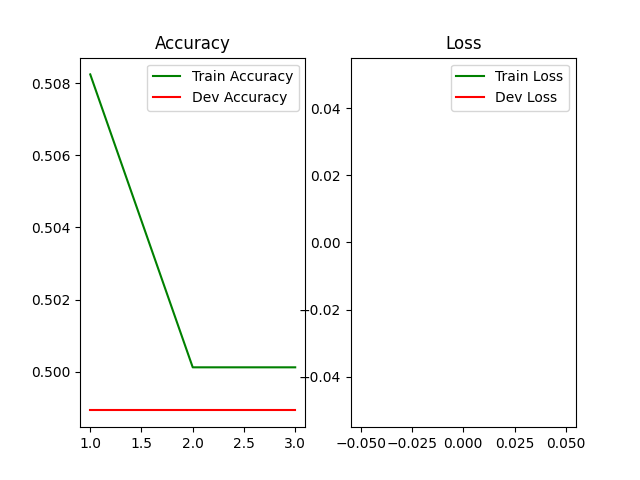 Accuracy
Train Accuracy
Dev Accuracy
0.508
0.506
0.504
0.502
0.500
1.0 1.5 2.0 2.5 3.0
Loss
Train Loss
Dev Loss
0.04
0.02
0.00
−0.02
−0.04
−0.050 −0.025 0.000 0.025 0.050